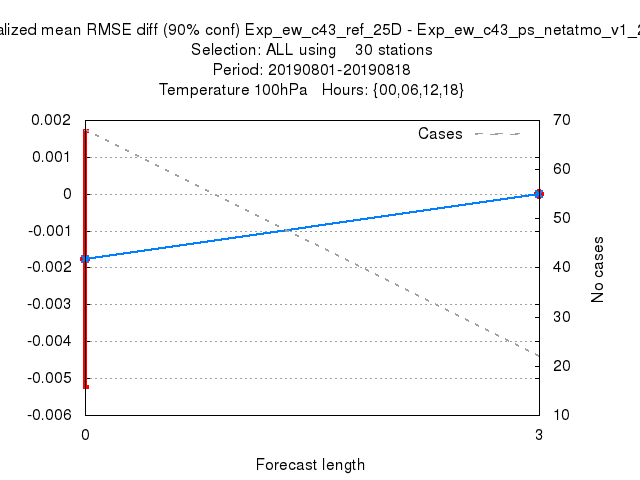 alized mean RMSE diff (90% conf) Exp_ew_c43_ref_25D - Exp_ew_c43_ps_netatmo_v1_2
Selection: ALL using    30 stations
Period: 20190801-20190818
Temperature 100hPa   Hours: {00,06,12,18}
0.002
0.001
0
-0.001
-0.002
-0.003
-0.004
-0.005
-0.006
Cases
70
60
50
40
30
20
10
No cases
0
3
Forecast length